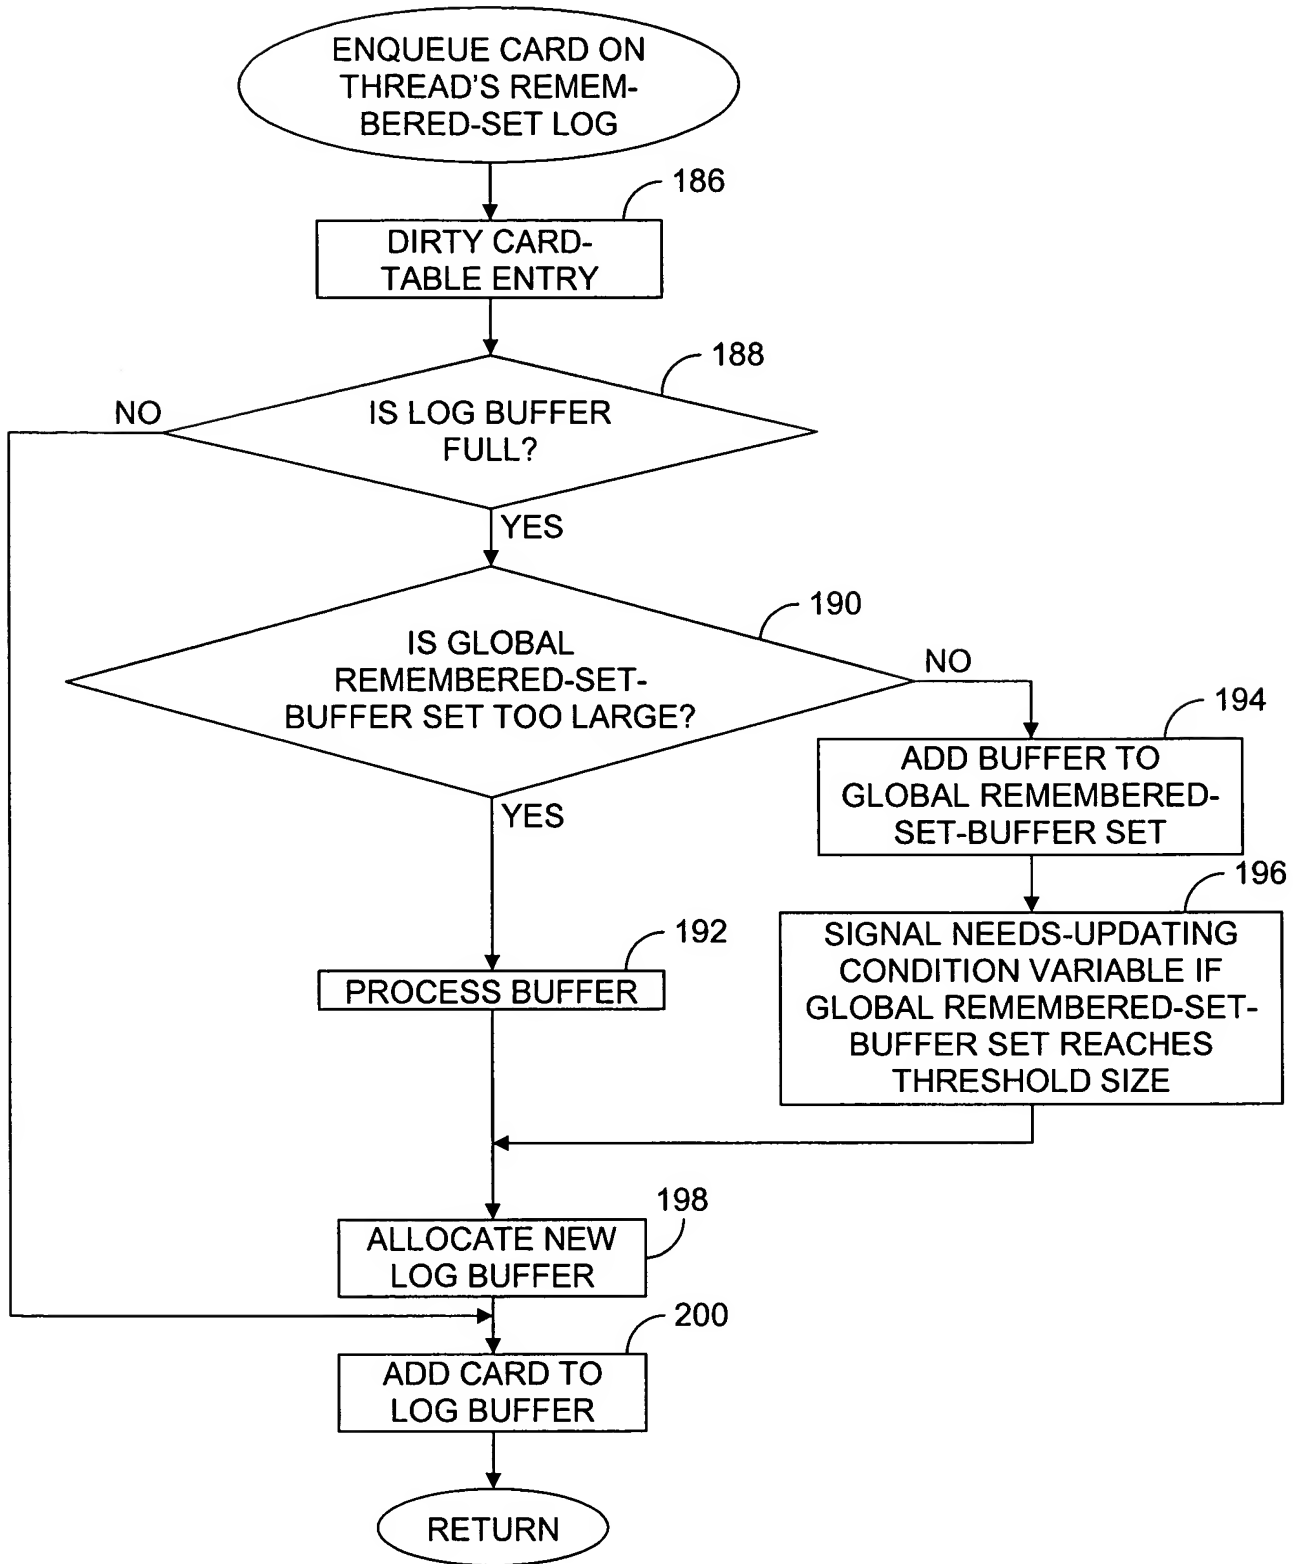 ENQUEUE CARD ON
THREAD'S REMEM-
BERED-SET LOG
186
DIRTY CARD-
TABLE ENTRY
188
NO
IS LOG BUFFER
FULL?
YES
190
IS GLOBAL
REMEMBERED-SET-
BUFFER SET TOO LARGE?
NO
194
ADD BUFFER TO
GLOBAL REMEMBERED-
SET-BUFFER SET
YES
196
SIGNAL NEEDS-UPDATING
CONDITION VARIABLE IF
GLOBAL REMEMBERED-SET-
BUFFER SET REACHES
THRESHOLD SIZE
192
PROCESS BUFFER
198
ALLOCATE NEW
LOG BUFFER
200
ADD CARD TO
LOG BUFFER
RETURN